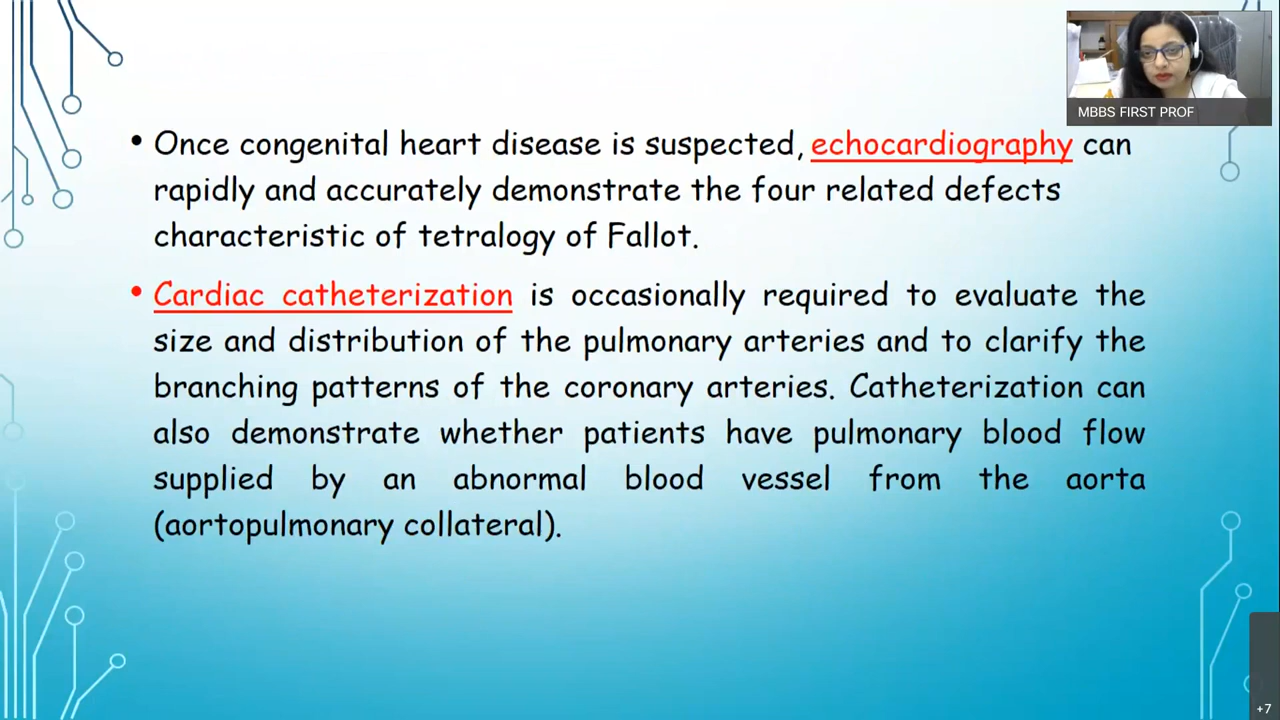 MBBS FIRST PROF
• Once congenital heart disease is suspected, echocardiography can
rapidly and accurately demonstrate the four related defects
characteristic of tetralogy of Fallot.
• Cardiac catheterization is occasionally required to evaluate the
size and distribution of the pulmonary arteries and to clarify the
branching patterns of the coronary arteries. Catheterization can
also demonstrate whether patients have pulmonary blood flow
supplied by an abnormal blood vessel from the aorta
(aortopulmonary collateral).
+7